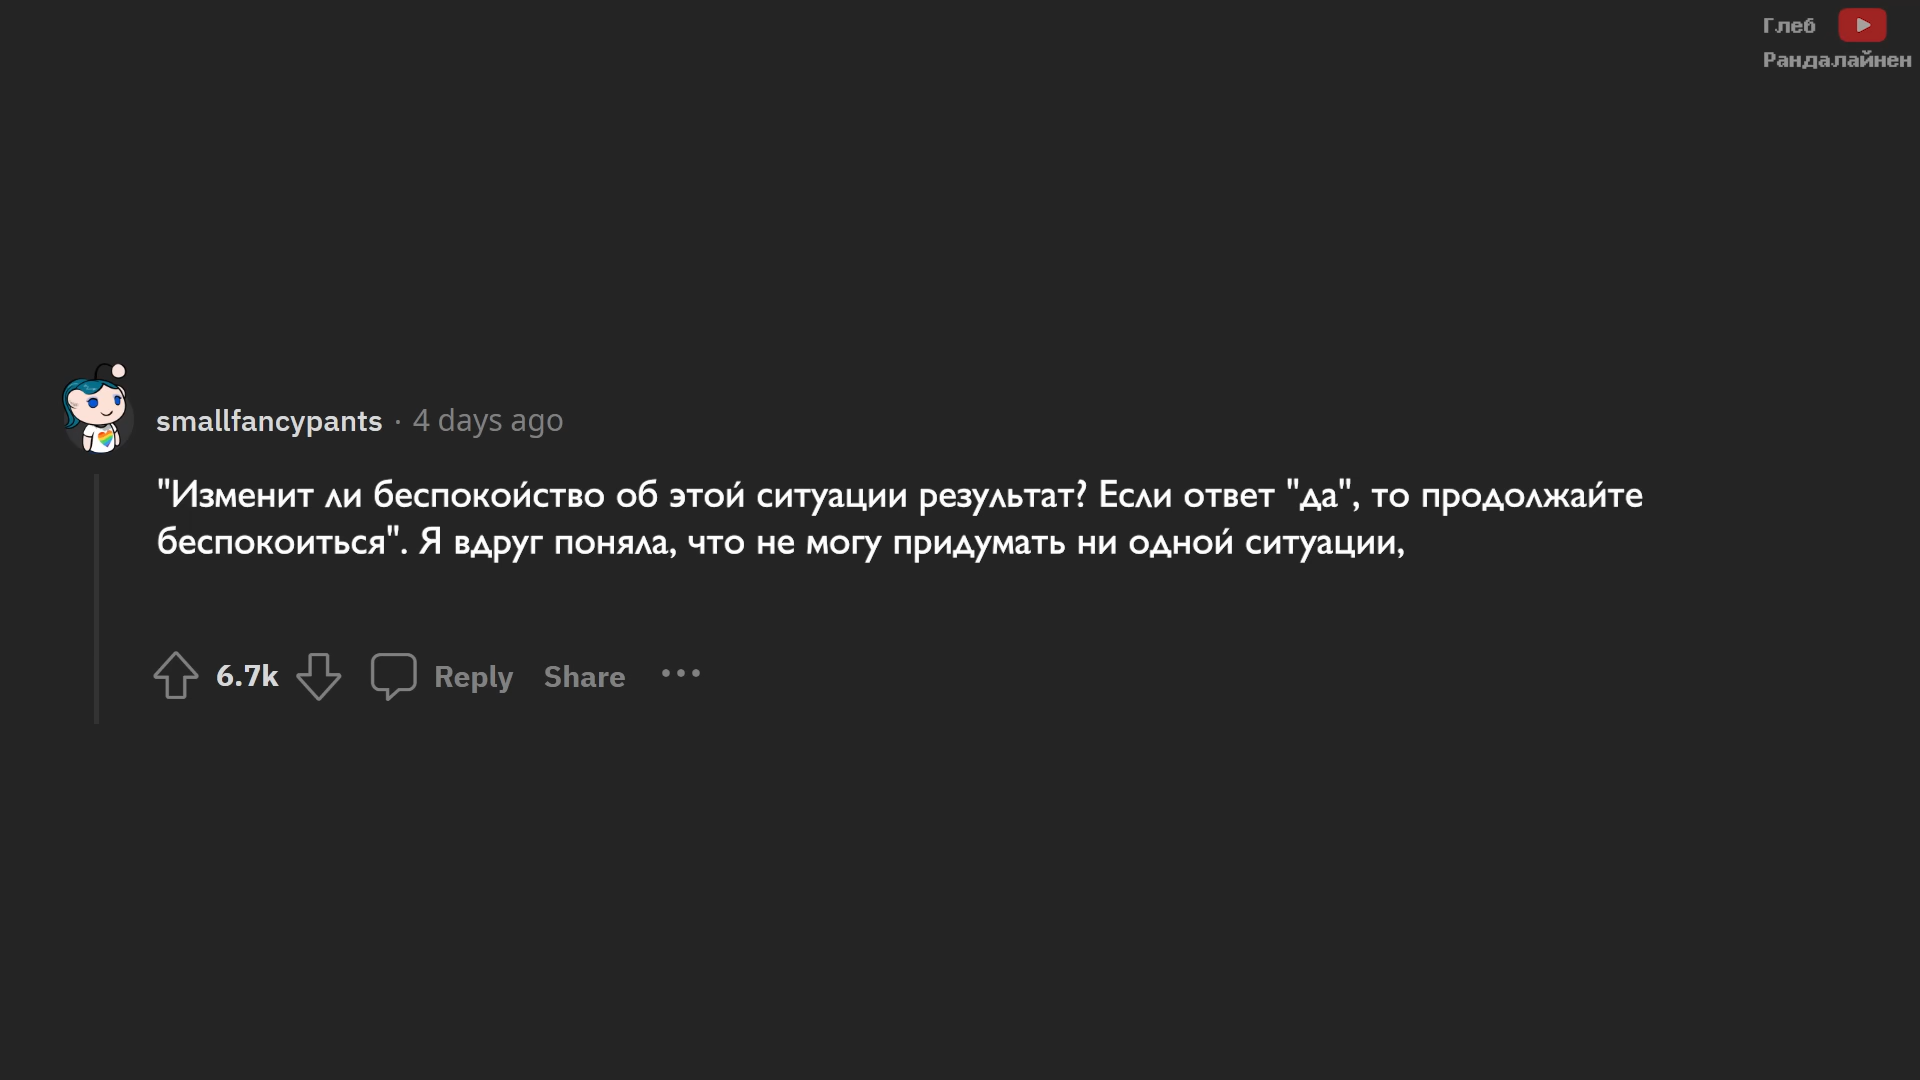 Глеб
Рандалайнен
smallfancypants · 4 days ago
"Изменит ли беспокойство об этой ситуации результат? Если ответ "да", то продолжайте
беспокоиться". Я вдруг поняла, что не могу придумать ни одной ситуации,
6.7k Reply Share ...